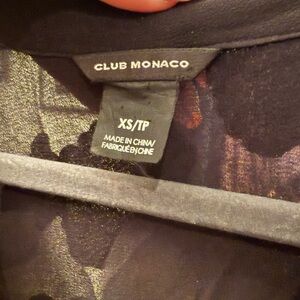 CLUB MONACO
XS/TP
MADE IN CHINA/
FABRIQUÉ EN CHINE